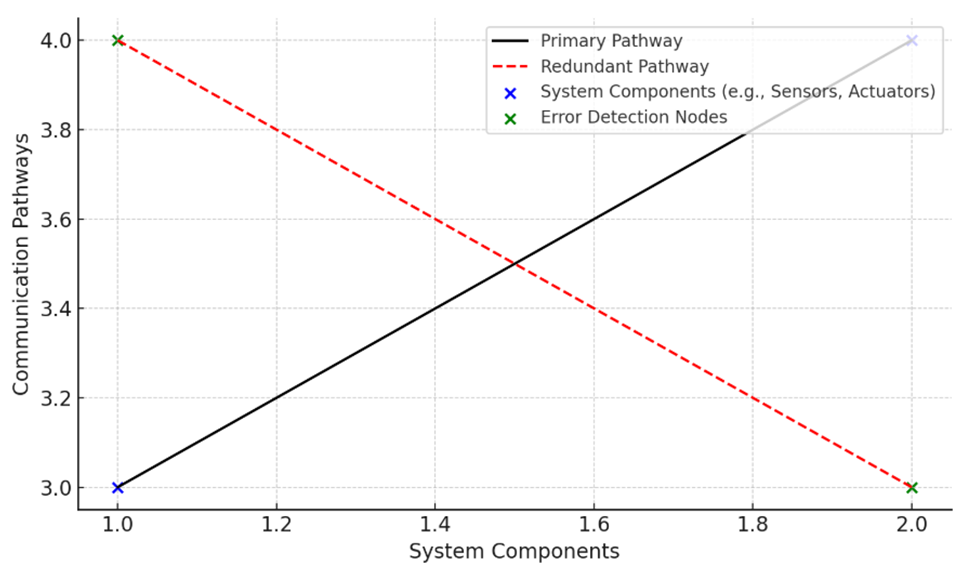 4.0
3.8
3.6
3.4
3.2
3.0
Communication Pathways
Primary Pathway
Redundant Pathway
System Components (e.g., Sensors, Actuators)
Error Detection Nodes
1.0 1.2 1.4 1.6 1.8 2.0
System Components